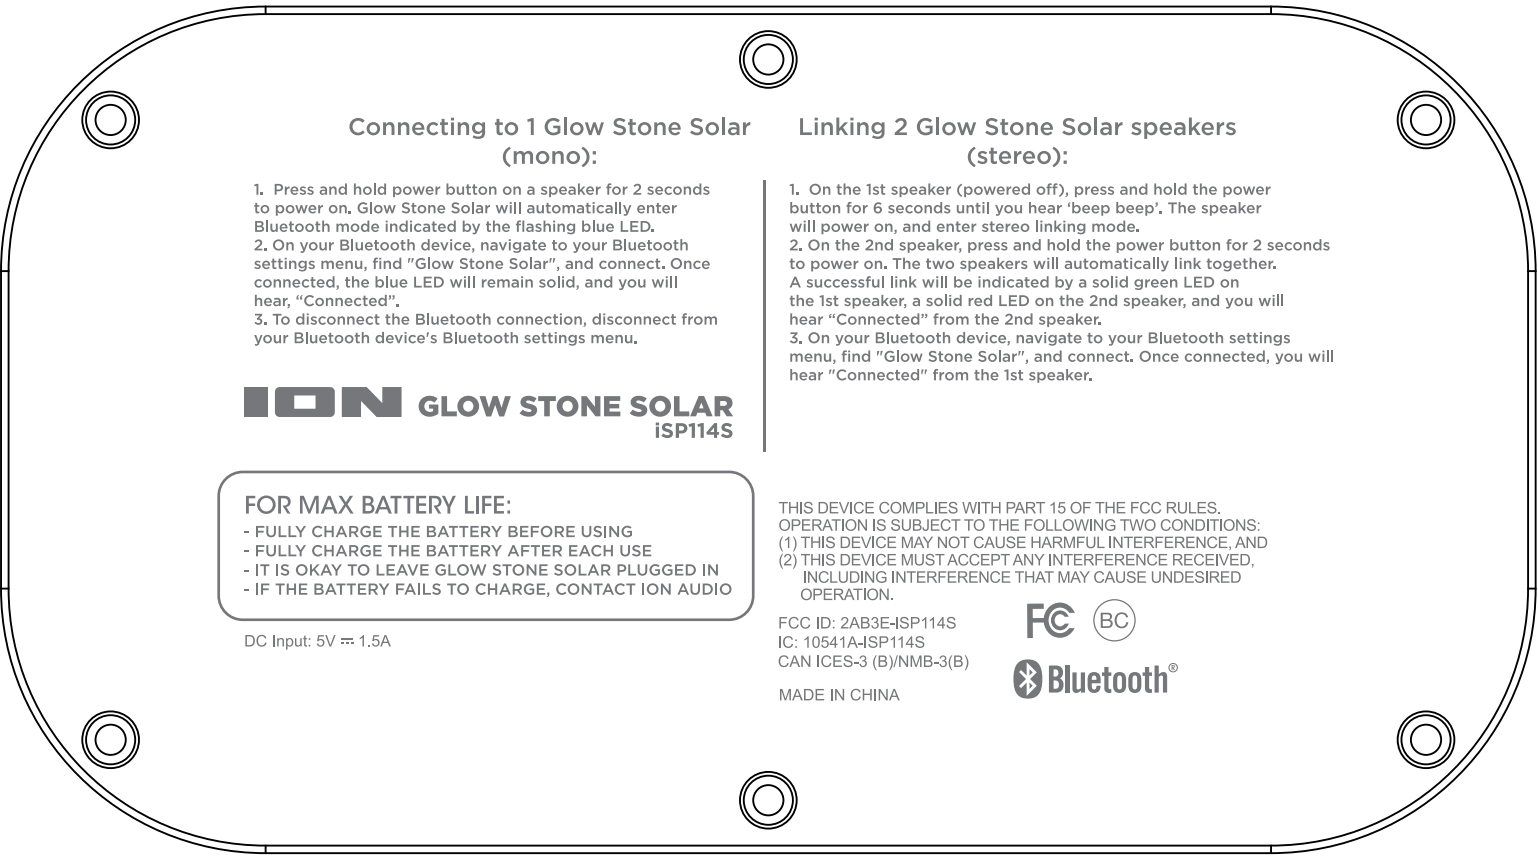 Connecting to 1 Glow Stone Solar
(mono):
1.  Press and hold power button on a speaker for 2 seconds
to power on. Glow Stone Solar will automatically enter
Bluetooth mode indicated by the flashing blue LED.
2. On your Bluetooth device, navigate to your Bluetooth
settings menu, find "Glow Stone Solar", and connect. Once
connected, the blue LED will remain solid, and you will
hear, “Connected”.
3. To disconnect the Bluetooth connection, disconnect from
your Bluetooth device's Bluetooth settings menu.
ION GLOW STONE SOLAR
iSP114S
Linking 2 Glow Stone Solar speakers
(stereo):
1.  On the 1st speaker (powered off), press and hold the power
button for 6 seconds until you hear ‘beep beep’. The speaker
will power on, and enter stereo linking mode.
2. On the 2nd speaker, press and hold the power button for 2 seconds
to power on. The two speakers will automatically link together.
A successful link will be indicated by a solid green LED on
the 1st speaker, a solid red LED on the 2nd speaker, and you will
hear “Connected” from the 2nd speaker.
3. On your Bluetooth device, navigate to your Bluetooth settings
menu, find "Glow Stone Solar", and connect. Once connected, you will
hear "Connected" from the 1st speaker.
FOR MAX BATTERY LIFE:
- FULLY CHARGE THE BATTERY BEFORE USING
- FULLY CHARGE THE BATTERY AFTER EACH USE
- IT IS OKAY TO LEAVE GLOW STONE SOLAR PLUGGED IN
- IF THE BATTERY FAILS TO CHARGE, CONTACT ION AUDIO
DC Input: 5V ⎓ 1.5A
THIS DEVICE COMPLIES WITH PART 15 OF THE FCC RULES.
OPERATION IS SUBJECT TO THE FOLLOWING TWO CONDITIONS:
(1) THIS DEVICE MAY NOT CAUSE HARMFUL INTERFERENCE, AND
(2) THIS DEVICE MUST ACCEPT ANY INTERFERENCE RECEIVED,
INCLUDING INTERFERENCE THAT MAY CAUSE UNDESIRED
OPERATION.
FCC ID: 2AB3E-ISP114S
IC: 10541A-ISP114S
CAN ICES-3 (B)/NMB-3(B)
MADE IN CHINA
FC BC
Bluetooth®